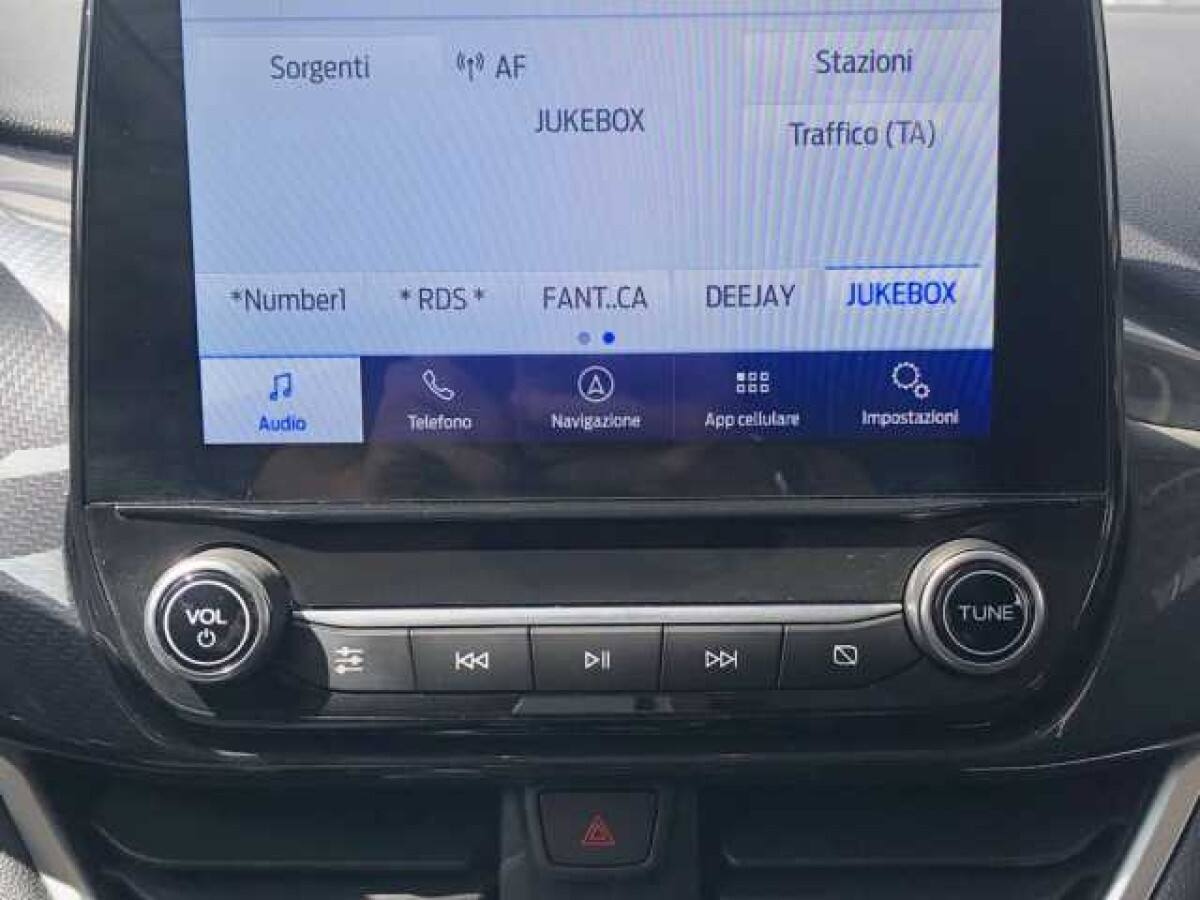 Sorgenti
AF
Stazioni
JUKEBOX
Traffico (TA)
*Number1
* RDS *
FANT..CA
DEEJAY
JUKEBOX
Audio
Telefono
Navigazione
App cellulare
Impostazioni
VOL
TUNE